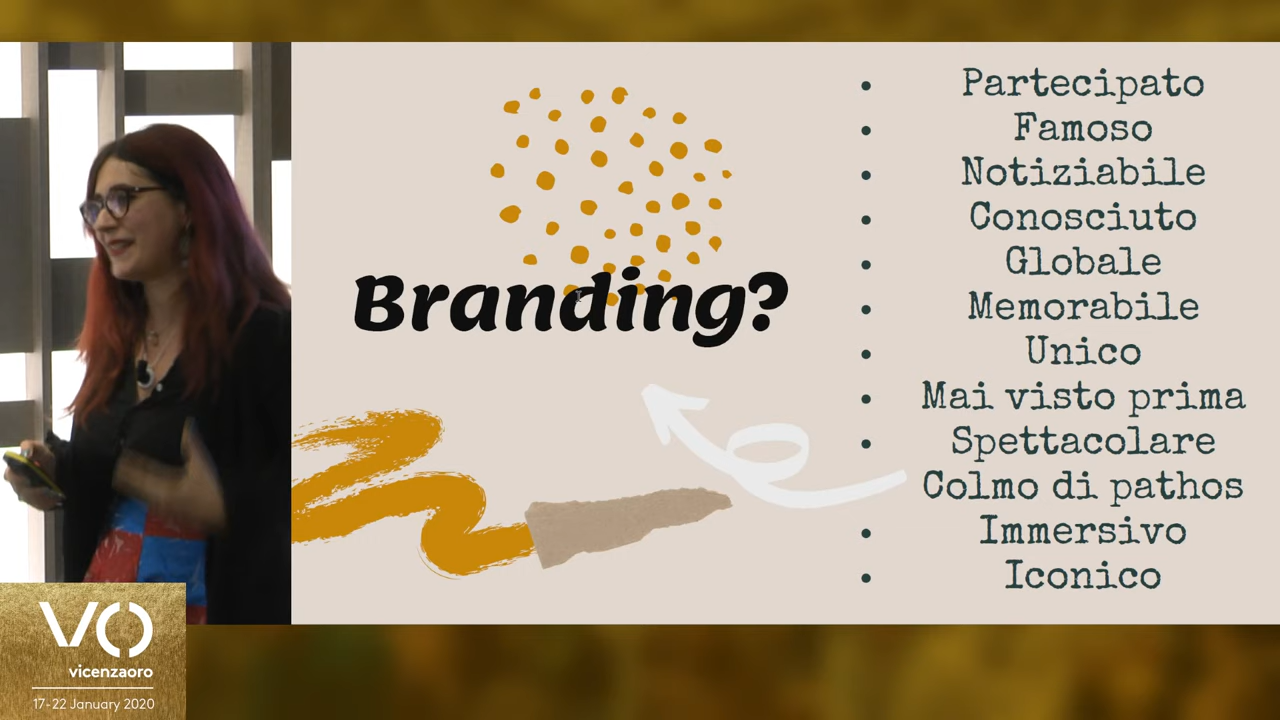 Branding?
• Partecipato
• Famoso
• Notiziabile
• Conosciuto
• Globale
• Memorabile
• Unico
• Mai visto prima
• Spettacolare
Colmo di pathos
• Immersivo
• Iconico
VO
vicenzaoro
17-22 January 2020